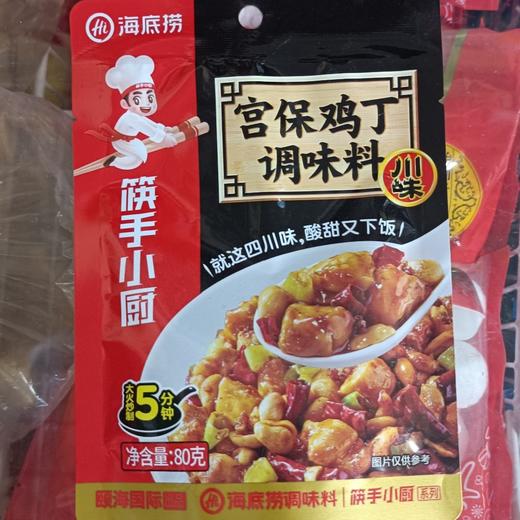 Hi 海底捞
筷手小厨
宫保鸡丁
调味料
川味
就这四川味,酸甜又下饭
大火炒制
5分钟
净含量:80克
图片仅供参考
颐海国际
Hi 海底捞调味料 筷手小厨 系列